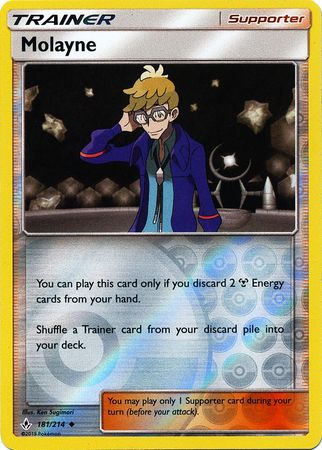 TRAINER Supporter
Molayne
You can play this card only if you discard 2 Energy
cards from your hand.
Shuffle a Trainer card from your discard pile into
your deck.
Illus. Ken Sugimori
181/214
©2019 Pokémon
You may play only 1 Supporter card during your
turn (before your attack).